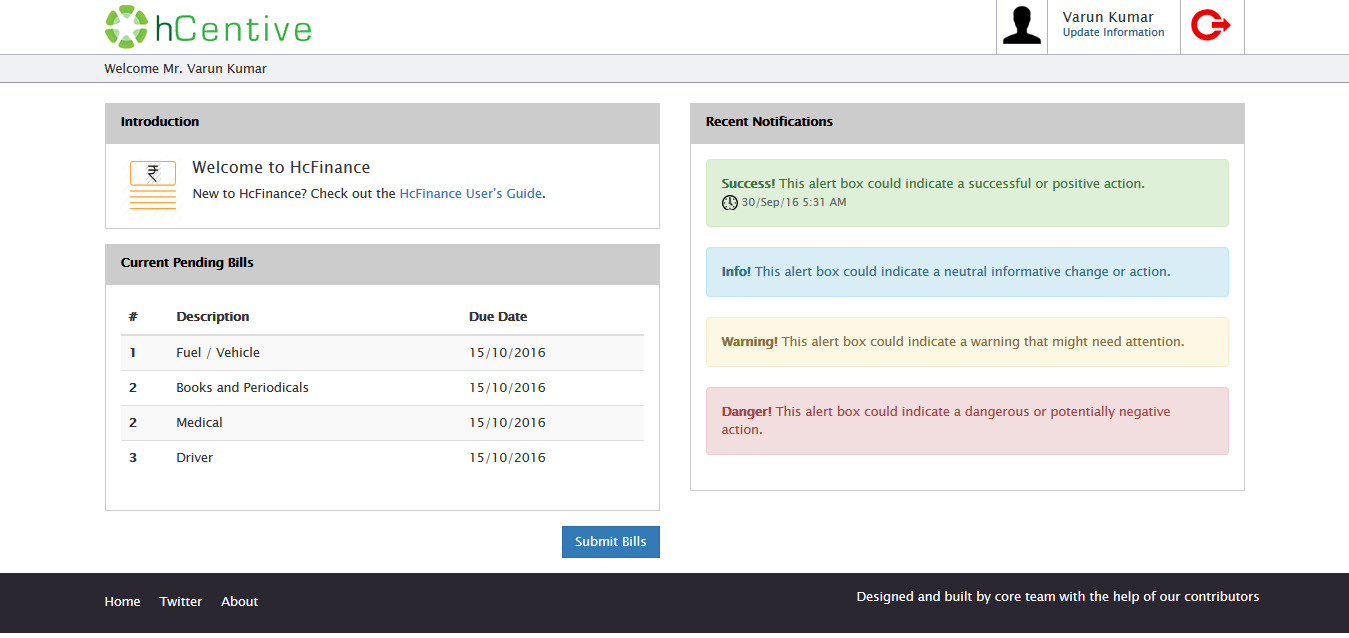 hCentive
Varun Kumar
Update Information
Welcome Mr. Varun Kumar
Introduction
₹
Welcome to HcFinance
New to HcFinance? Check out the HcFinance User's Guide.
Current Pending Bills
# Description Due Date
1 Fuel / Vehicle 15/10/2016
2 Books and Periodicals 15/10/2016
2 Medical 15/10/2016
3 Driver 15/10/2016
Submit Bills
Recent Notifications
Success! This alert box could indicate a successful or positive action.
30/Sep/16 5:31 AM
Info! This alert box could indicate a neutral informative change or action.
Warning! This alert box could indicate a warning that might need attention.
Danger! This alert box could indicate a dangerous or potentially negative
action.
Home Twitter About
Designed and built by core team with the help of our contributors